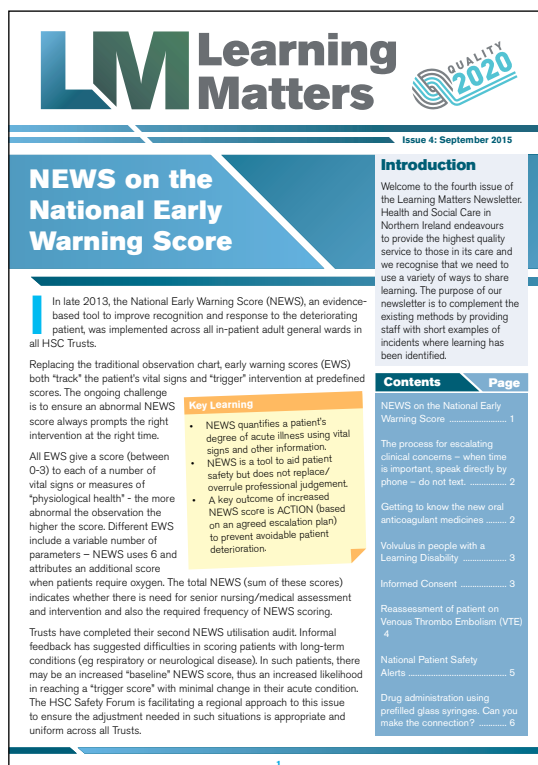 LM Learning
Matters
QUALITY
2020
Issue 4: September 2015
NEWS on the
National Early
Warning Score
In late 2013, the National Early Warning Score (NEWS), an evidence-
based tool to improve recognition and response to the deteriorating
patient, was implemented across all in-patient adult general wards in
all HSC Trusts.
Replacing the traditional observation chart, early warning scores (EWS)
both “track” the patient’s vital signs and “trigger” intervention at predefined
scores. The ongoing challenge
is to ensure an abnormal NEWS
score always prompts the right
intervention at the right time.
All EWS give a score (between
0-3) to each of a number of
vital signs or measures of
“physiological health” - the more
abnormal the observation the
higher the score. Different EWS
include a variable number of
parameters – NEWS uses 6 and
attributes an additional score
when patients require oxygen. The total NEWS (sum of these scores)
indicates whether there is need for senior nursing/medical assessment
and intervention and also the required frequency of NEWS scoring.
Key Learning
• NEWS quantifies a patient’s
degree of acute illness using vital
signs and other information.
• NEWS is a tool to aid patient
safety but does not replace/
overrule professional judgement.
• A key outcome of increased
NEWS score is ACTION (based
on an agreed escalation plan)
to prevent avoidable patient
deterioration.
Trusts have completed their second NEWS utilisation audit. Informal
feedback has suggested difficulties in scoring patients with long-term
conditions (eg respiratory or neurological disease). In such patients, there
may be an increased “baseline” NEWS score, thus an increased likelihood
in reaching a “trigger score” with minimal change in their acute condition.
The HSC Safety Forum is facilitating a regional approach to this issue
to ensure the adjustment needed in such situations is appropriate and
uniform across all Trusts.
Introduction
Welcome to the fourth issue of
the Learning Matters Newsletter.
Health and Social Care in
Northern Ireland endeavours
to provide the highest quality
service to those in its care and
we recognise that we need to
use a variety of ways to share
learning. The purpose of our
newsletter is to complement the
existing methods by providing
staff with short examples of
incidents where learning has
been identified.
Contents Page
NEWS on the National Early
Warning Score ...................... 1
The process for escalating
clinical concerns – when time
is important, speak directly by
phone – do not text. .............. 2
Getting to know the new oral
anticoagulant medicines ....... 2
Volvulus in people with a
Learning Disability ................. 3
Informed Consent ................. 3
Reassessment of patient on
Venous Thrombo Embolism (VTE)
4
National Patient Safety
Alerts ...................................... 5
Drug administration using
prefilled glass syringes. Can you
make the connection? ........... 6
1